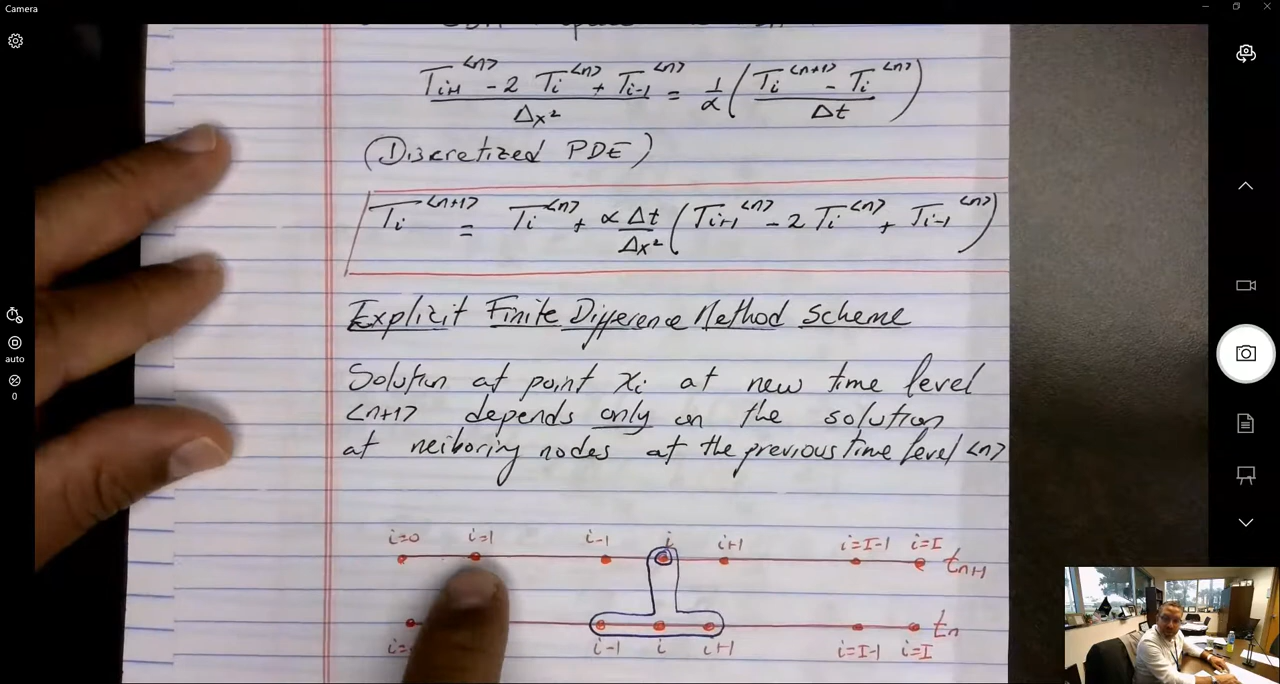 Camera
T_{i+1}^{<n>} - 2 T_i^{<n>} + T_{i-1}^{<n>} / Δx² = 1/α ( T_i^{<n+1>} - T_i^{<n>} / Δt )
(Discretized PDE)
T_i^{<n+1>} = T_i^{<n>} + α Δt / Δx² ( T_{i+1}^{<n>} - 2 T_i^{<n>} + T_{i-1}^{<n>} )
Explicit Finite Difference Method Scheme
Solution at point x_i at new time level
<n+1> depends only on the solution
at neiboring nodes at the previous time level <n>
i=0 i=1 i-1 i i+1 i=I-1 i=I t_{n+1}
t_n
i-1 i i+1 i=I-1 i=I
auto
0